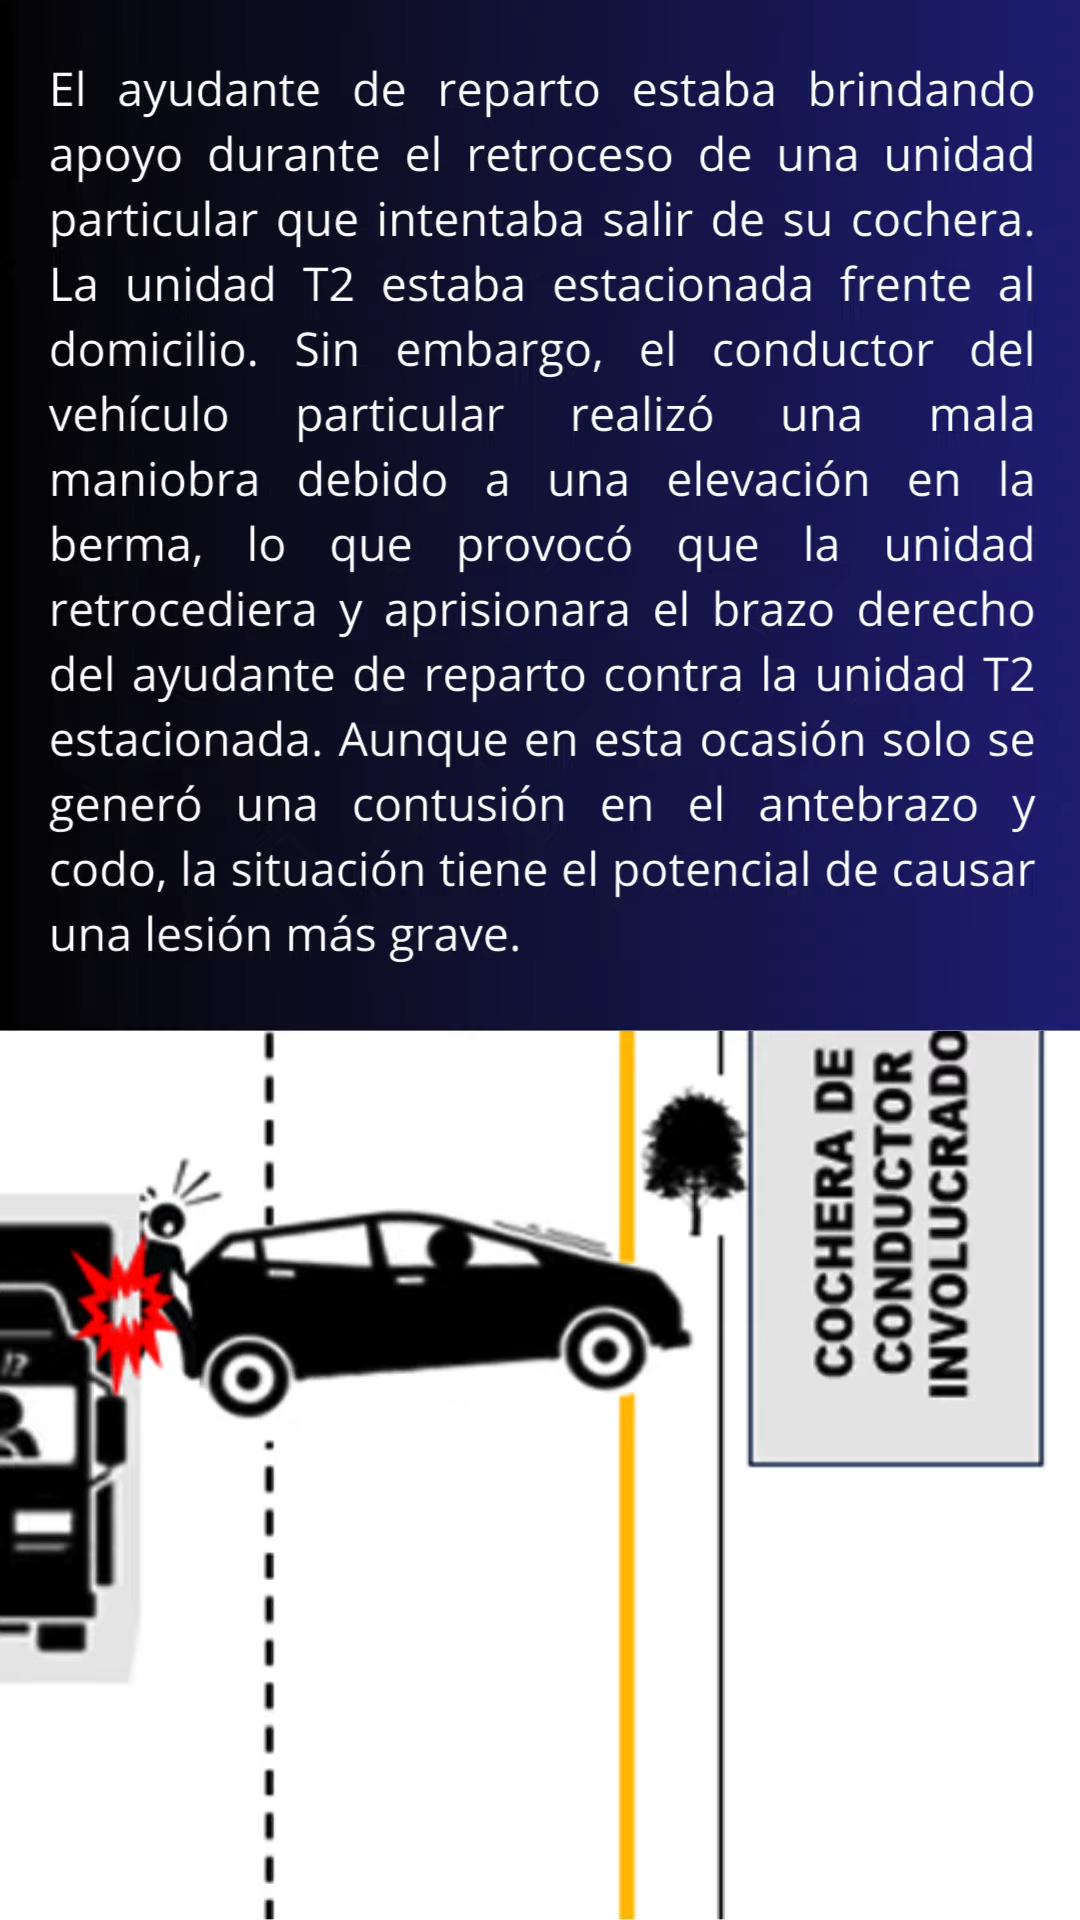 El ayudante de reparto estaba brindando
apoyo durante el retroceso de una unidad
particular que intentaba salir de su cochera.
La unidad T2 estaba estacionada frente al
domicilio. Sin embargo, el conductor del
vehículo particular realizó una mala
maniobra debido a una elevación en la
berma, lo que provocó que la unidad
retrocediera y aprisionara el brazo derecho
del ayudante de reparto contra la unidad T2
estacionada. Aunque en esta ocasión solo se
generó una contusión en el antebrazo y
codo, la situación tiene el potencial de causar
una lesión más grave.
COCHERA DE
CONDUCTOR
INVOLUCRADO
!?